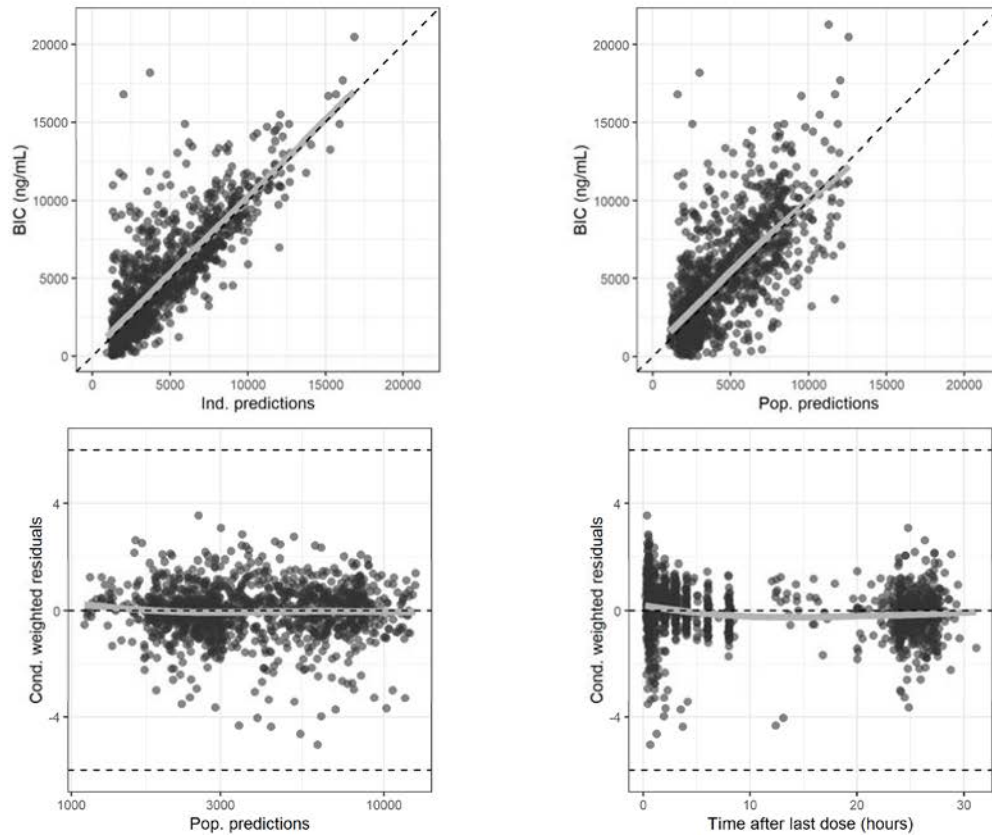 BIC (ng/mL)
20000
15000
10000
5000
0
0 5000 10000 15000 20000
Ind. predictions
BIC (ng/mL)
20000
15000
10000
5000
0
0 5000 10000 15000 20000
Pop. predictions
Cond. weighted residuals
4
0
-4
1000 3000 10000
Pop. predictions
Cond. weighted residuals
4
0
-4
0 10 20 30
Time after last dose (hours)